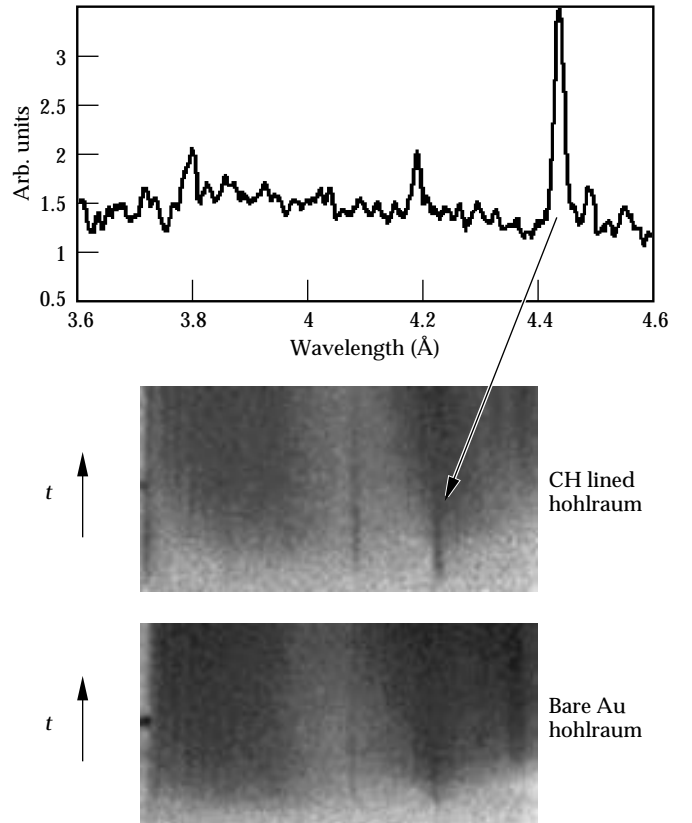 Arb. units
3
2.5
2
1.5
1
0.5
3.6 3.8 4 4.2 4.4 4.6
Wavelength (Å)
t
CH lined
hohlraum
t
Bare Au
hohlraum